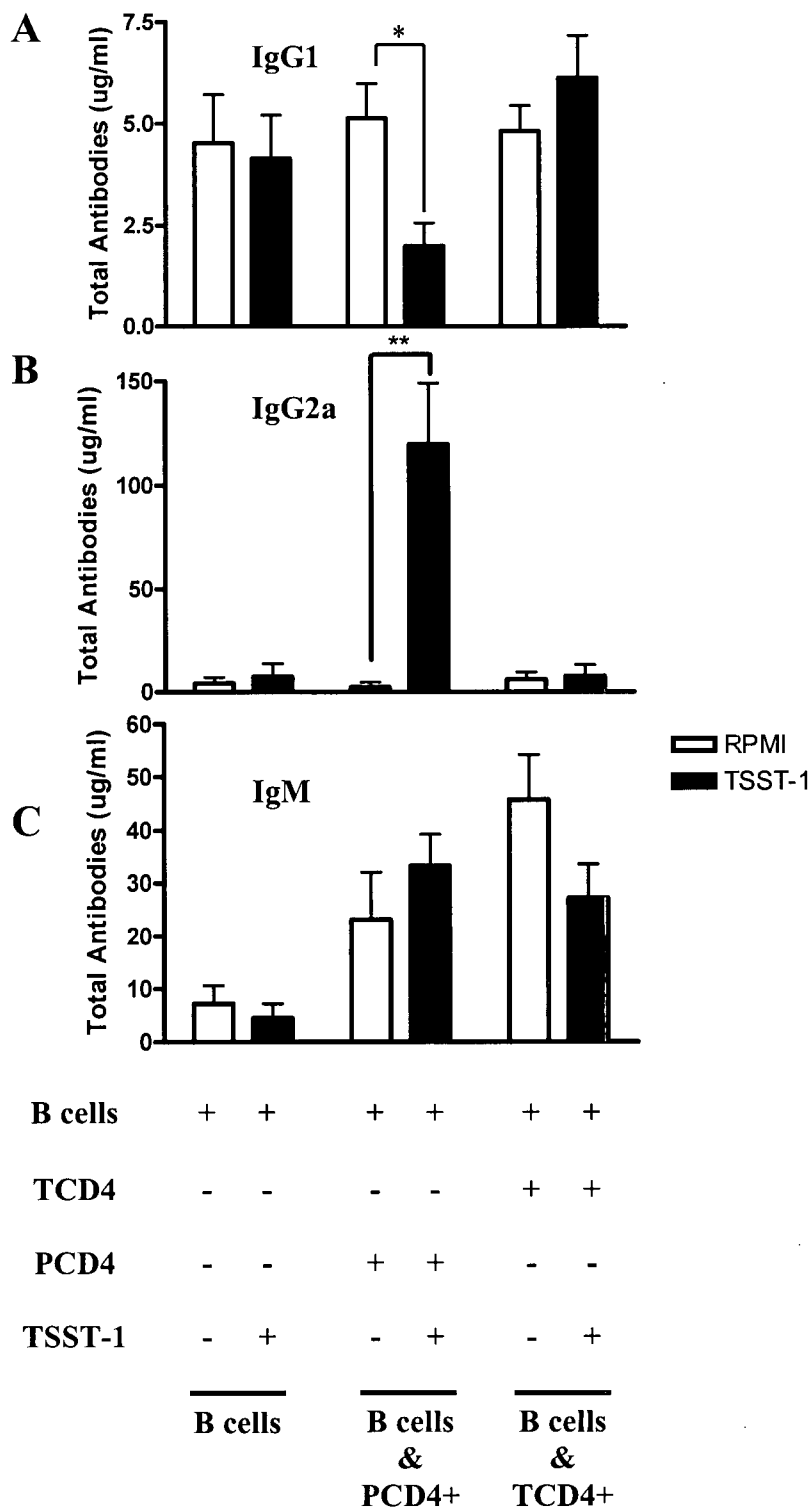 A
IgG1
*
Total Antibodies (ug/ml)
7.5
5.0
2.5
0.0
B
IgG2a
**
Total Antibodies (ug/ml)
150
100
50
0
C
IgM
Total Antibodies (ug/ml)
60
50
40
30
20
10
0
RPMI
TSST-1
B cells + + + + + +
TCD4 - - - - + +
PCD4 - - + + - -
TSST-1 - + - + - +
B cells
B cells
&
PCD4+
B cells
&
TCD4+